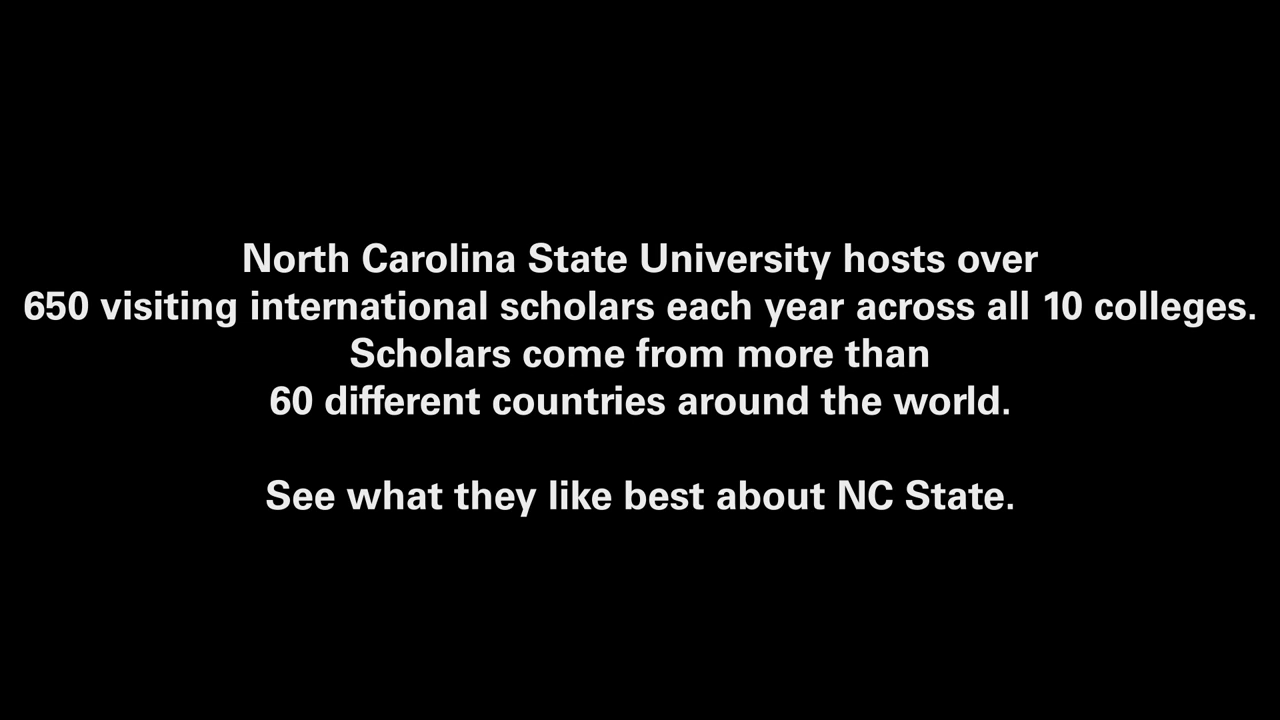 North Carolina State University hosts over
650 visiting international scholars each year across all 10 colleges.
Scholars come from more than
60 different countries around the world.
See what they like best about NC State.